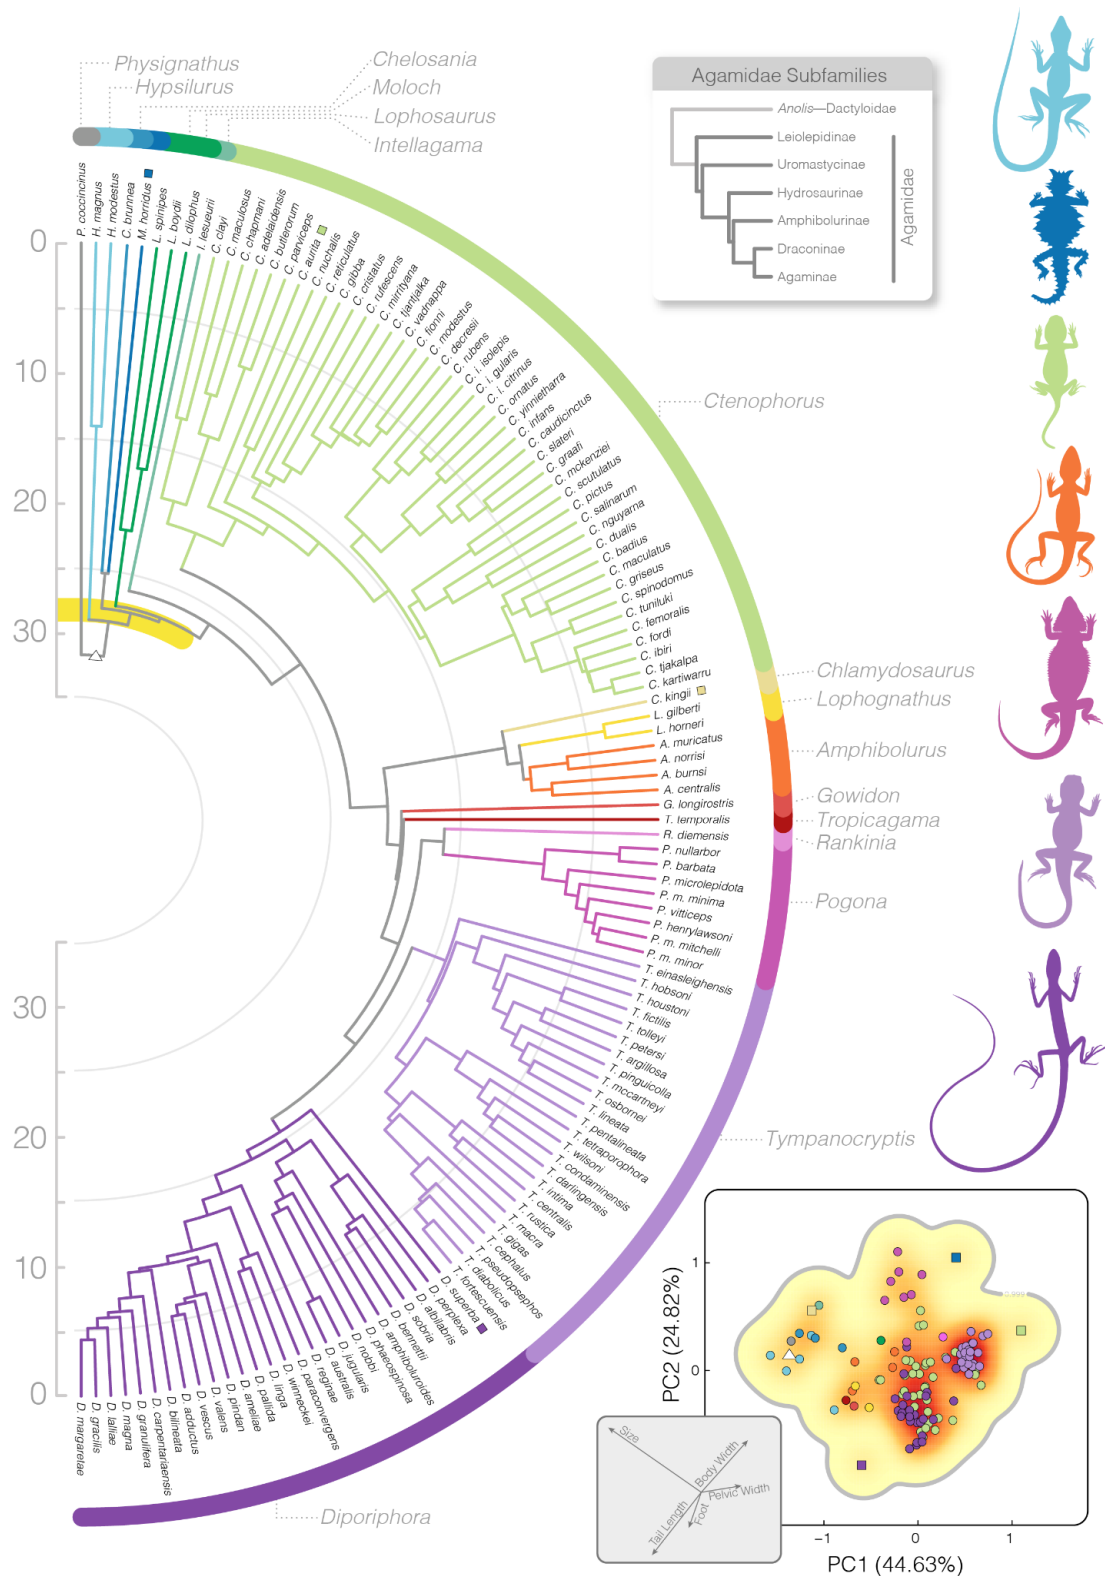 Physignathus
Hypsilurus
Chelosania
Moloch
Lophosaurus
Intellagama
Agamidae Subfamilies
Anolis—Dactyloidae
Leiolepidinae
Uromastycinae
Hydrosaurinae
Amphibolurinae
Draconinae
Agaminae
Agamidae
0
10
20
30
30
20
10
0
P. coccincinus
H. magnus
H. modestus
C. brunnea
M. horridus
L. spinipes
L. boydii
L. dilophus
I. lesueurii
C. clayi
C. maculosus
C. chapmani
C. adelaidensis
C. butlerorum
C. parviceps
C. aurita
C. nuchalis
C. reticulatus
C. gibba
C. cristatus
C. rufescens
C. mirrityana
C. tjantjalka
C. vadnappa
C. fionni
C. modestus
C. decresii
C. rubens
C. i. isolepis
C. i. gularis
C. i. citrinus
C. ornatus
C. yinnietharra
C. infans
C. caudicinctus
C. slateri
C. graafi
C. mckenziei
C. scutulatus
C. pictus
C. salinarum
C. nguyarna
C. dualis
C. badius
C. maculatus
C. griseus
C. spinodomus
C. tuniluki
C. femoralis
C. fordi
C. ibiri
C. tjakalpa
C. kartiwarru
C. kingii
L. gilberti
L. horneri
A. muricatus
A. norrisi
A. burnsi
A. centralis
G. longirostris
T. temporalis
R. diemensis
P. nullarbor
P. barbata
P. microlepidota
P. m. minima
P. vitticeps
P. henrylawsoni
P. m. mitchelli
P. m. minor
T. einasleighensis
T. hobsoni
T. houstoni
T. fictilis
T. tolleyi
T. petersi
T. argillosa
T. pinguicolla
T. mccartneyi
T. osbornei
T. lineata
T. pentalineata
T. tetraporophora
T. wilsoni
T. condaminensis
T. darlingensis
T. intima
T. centralis
T. rustica
T. macra
T. gigas
T. cephalus
T. pseudopsephos
T. diabolicus
T. fortescuensis
D. superba
D. perplexa
D. albilabris
D. sobria
D. bennettii
D. amphiboluroides
D. phaeospinosa
D. nobbi
D. jugularis
D. australis
D. reginae
D. paraconvergens
D. winneckei
D. linga
D. pallida
D. ameliae
D. pindan
D. valens
D. vescus
D. adductus
D. bilineata
D. carpentariaensis
D. granulifera
D. magna
D. lalliae
D. gracilis
D. margaretae
Ctenophorus
Chlamydosaurus
Lophognathus
Amphibolurus
Gowidon
Tropicagama
Rankinia
Pogona
Tympanocryptis
Diporiphora
PC2 (24.82%)
1
0
0.999
Size
Body Width
Pelvic Width
Foot
Tail Length
−1
0
1
PC1 (44.63%)